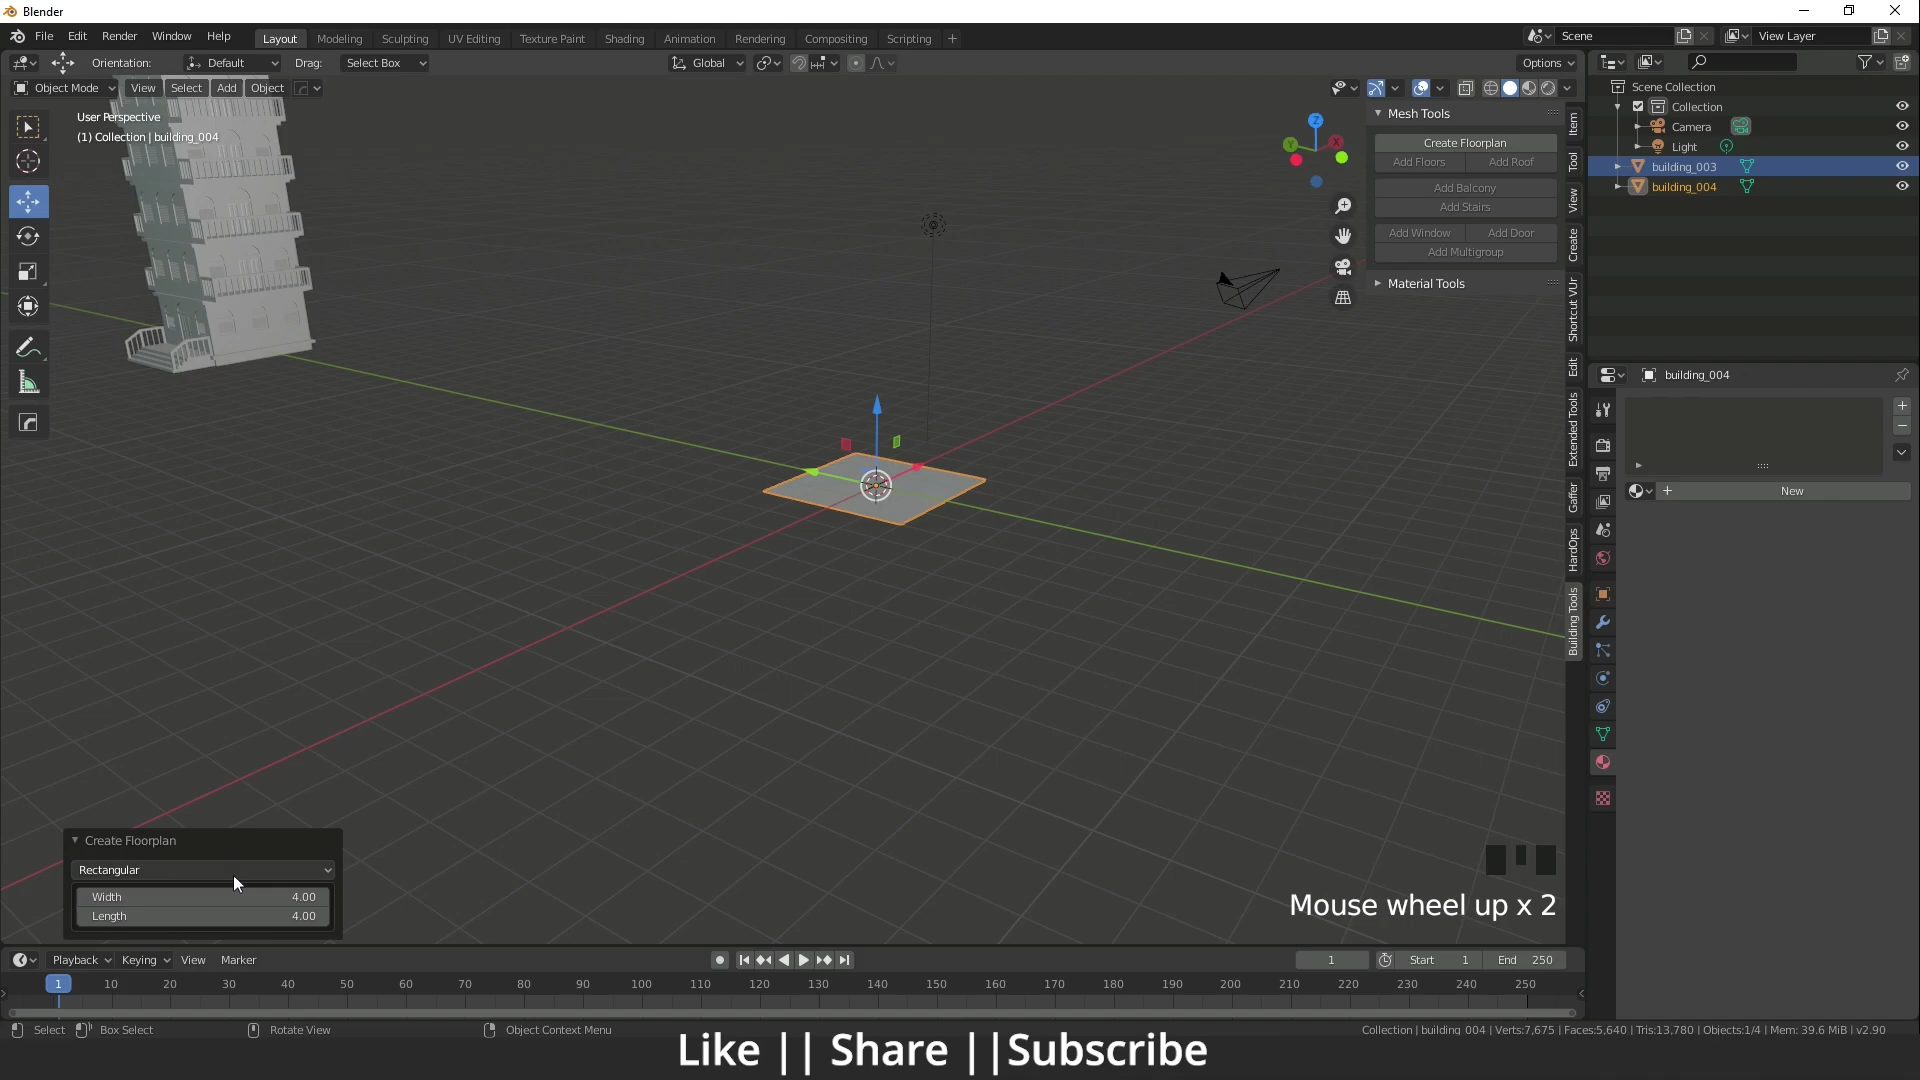 Blender
File Edit Render Window Help
Layout Modeling Sculpting UV Editing Texture Paint Shading Animation Rendering Compositing Scripting +
Scene
View Layer
Orientation: Default Drag: Select Box
Global
Options
Object Mode View Select Add Object
User Perspective
(1) Collection | building_004
Z
Y
X
Mesh Tools
Create Floorplan
Add Floors Add Roof
Add Balcony
Add Stairs
Add Window Add Door
Add Multigroup
Material Tools
Item
Tool
View
Create
Shortcut VUr
Edit
Extended Tools
Gaffer
HardOps
Building Tools
Scene Collection
Collection
Camera
Light
building_003
building_004
building_004
New
Create Floorplan
Rectangular
Width 4.00
Length 4.00
Mouse wheel up x 2
Playback Keying View Marker
1 Start 1 End 250
1 10 20 30 40 50 60 70 80 90 100 110 120 130 140 150 160 170 180 190 200 210 220 230 240 250
Select Box Select Rotate View Object Context Menu
Collection | building_004 | Verts:7,675 | Faces:5,640 | Tris:13,780 | Objects:1/4 | Mem: 39.6 MiB | v2.90
Like || Share ||Subscribe